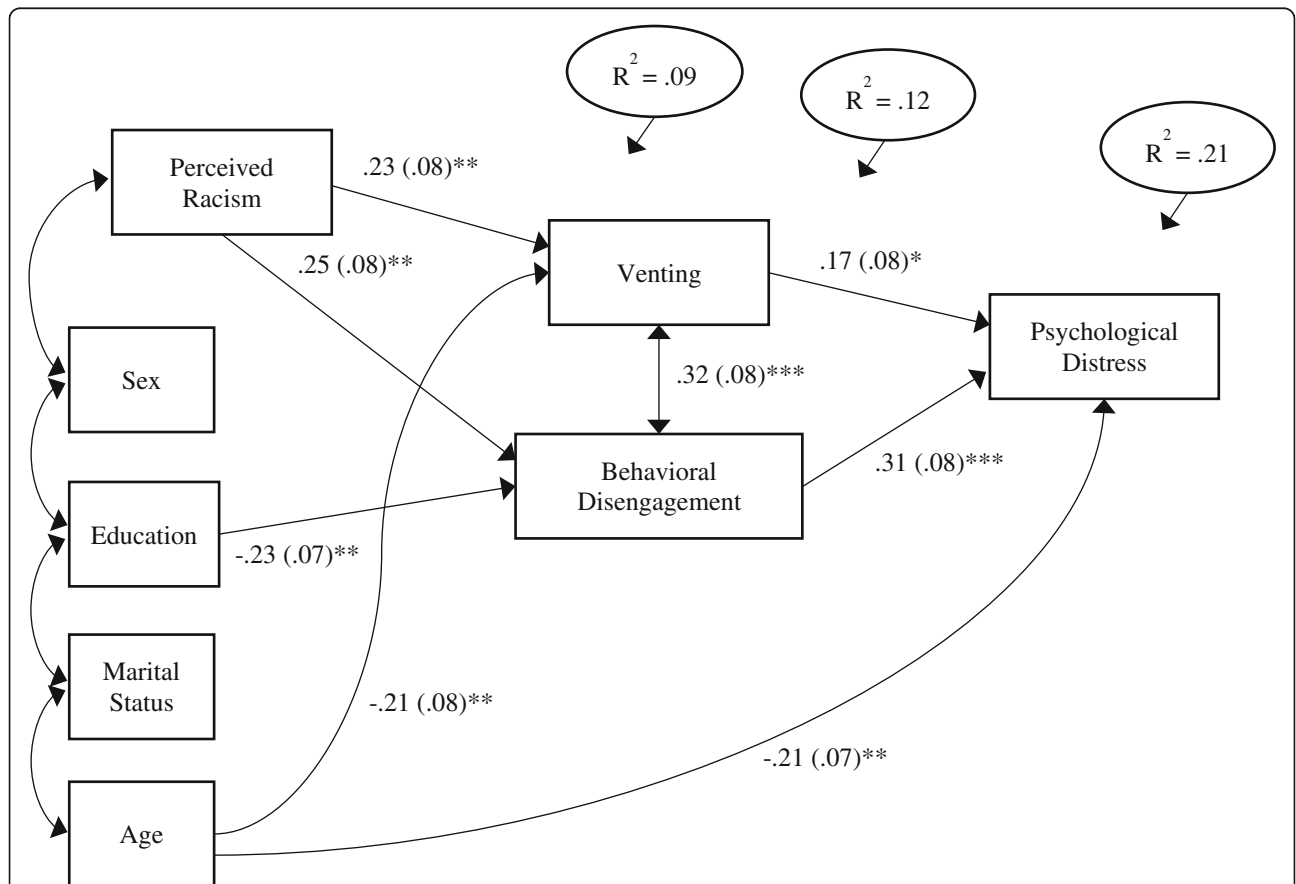 R² = .09
R² = .12
R² = .21
Perceived
Racism
.23 (.08)**
.25 (.08)**
Venting
.17 (.08)*
Psychological
Distress
Sex
.32 (.08)***
Behavioral
Disengagement
.31 (.08)***
Education
-.23 (.07)**
Marital
Status
-.21 (.08)**
-.21 (.07)**
Age